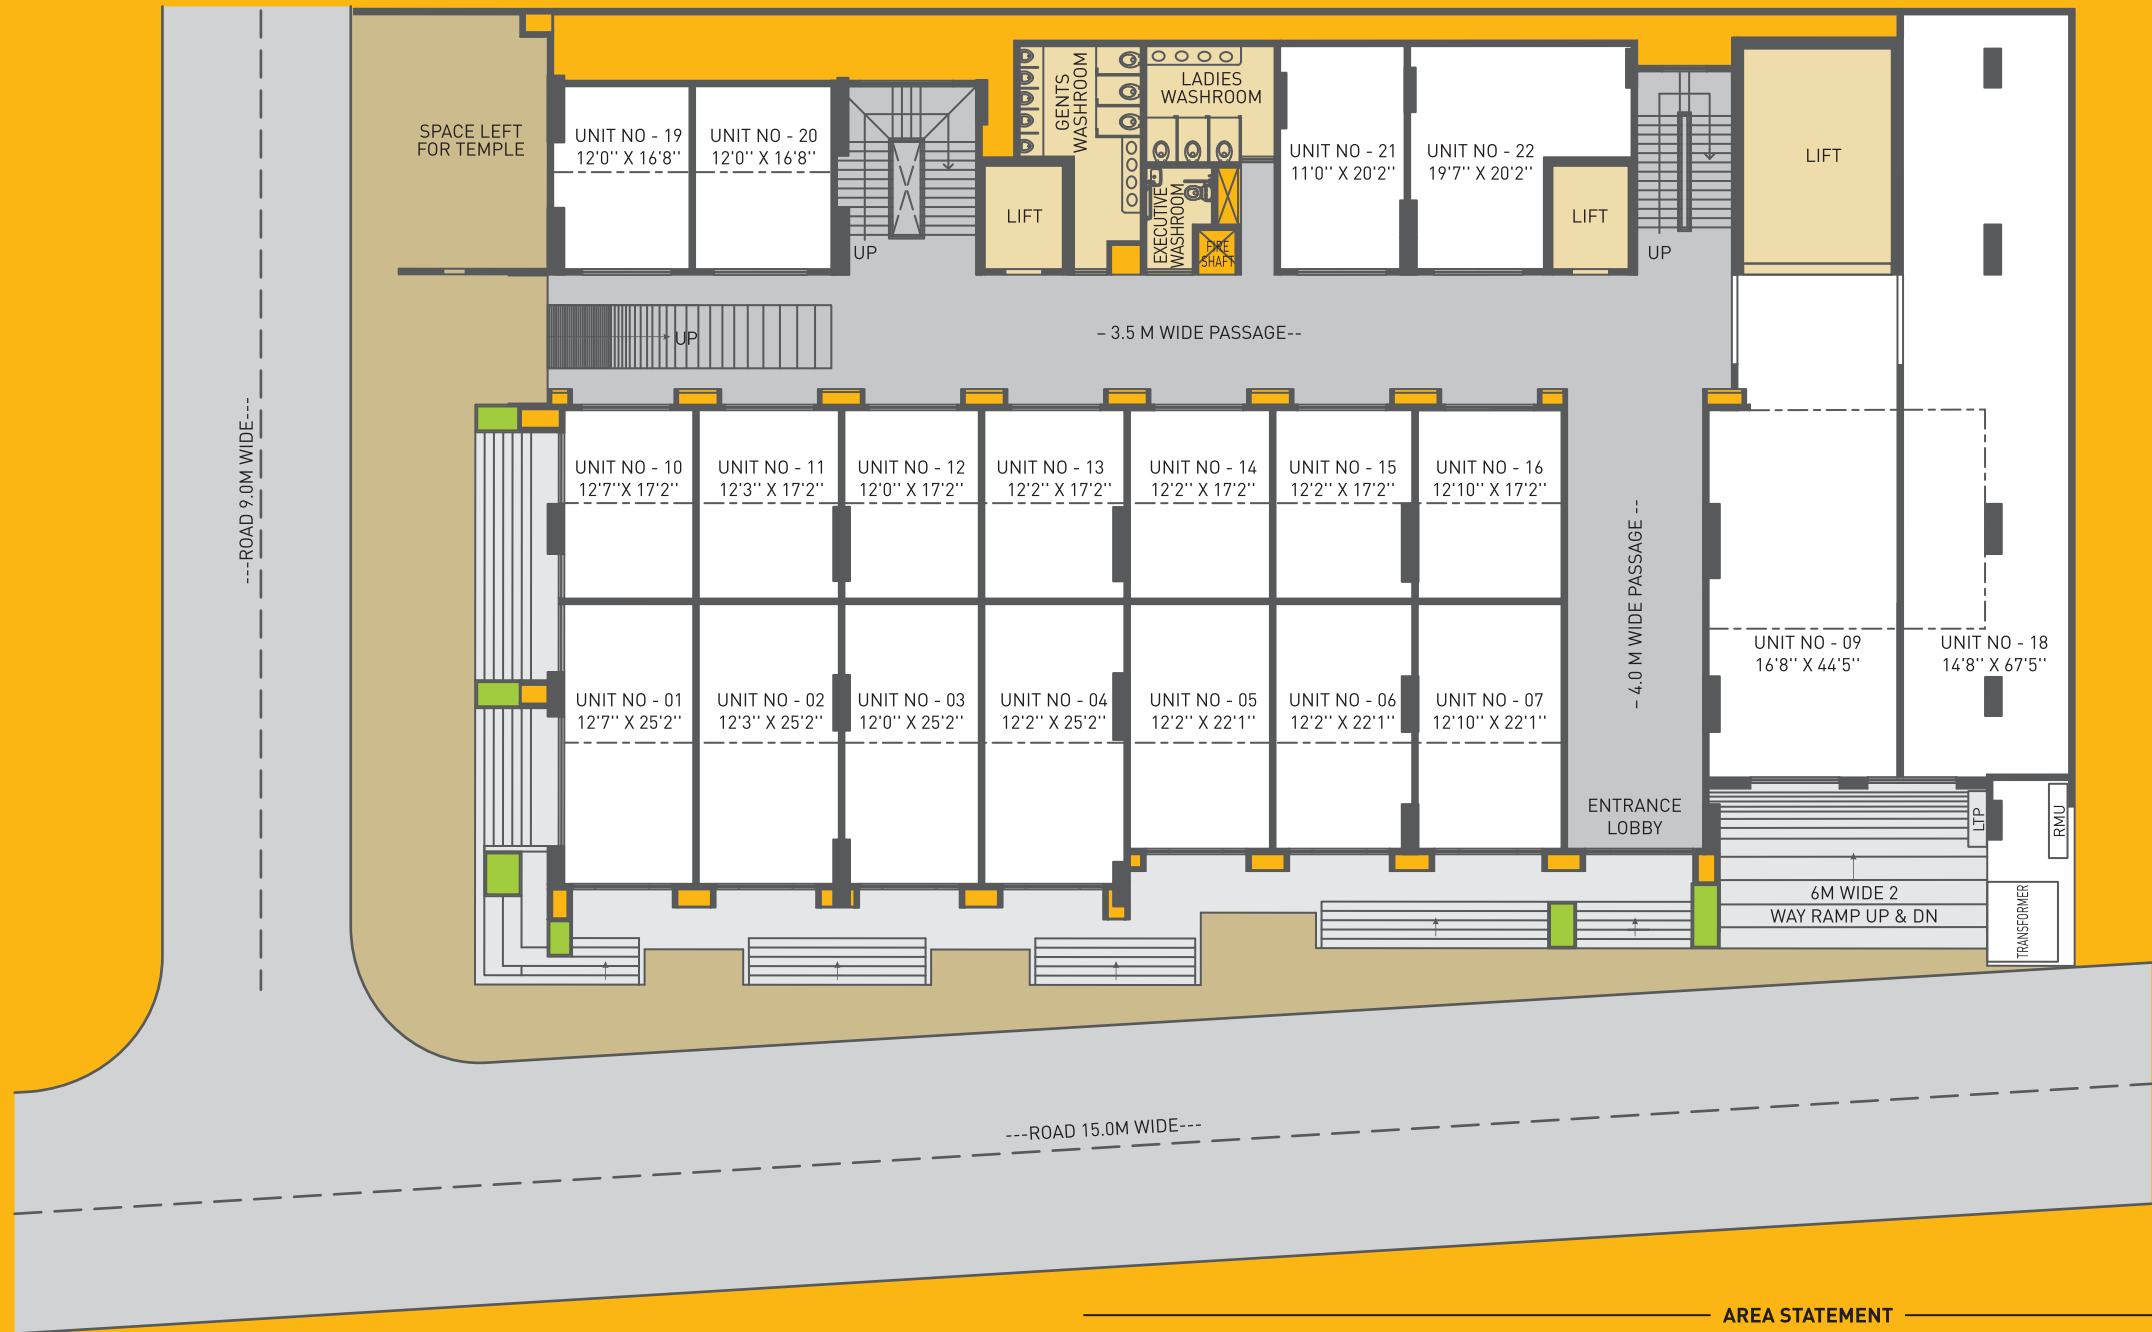 SPACE LEFT
FOR TEMPLE
UNIT NO - 19
12'0'' X 16'8''
UNIT NO - 20
12'0'' X 16'8''
UP
LIFT
GENTS
WASHROOM
LADIES
WASHROOM
EXECUTIVE
WASHROOM
FIRE
SHAFT
UNIT NO - 21
11'0'' X 20'2''
UNIT NO - 22
19'7'' X 20'2''
LIFT
UP
LIFT
UP
– 3.5 M WIDE PASSAGE--
---ROAD 9.0M WIDE---
UNIT NO - 10
12'7''X 17'2''
UNIT NO - 11
12'3'' X 17'2''
UNIT NO - 12
12'0'' X 17'2''
UNIT NO - 13
12'2'' X 17'2''
UNIT NO - 14
12'2'' X 17'2''
UNIT NO - 15
12'2'' X 17'2''
UNIT NO - 16
12'10'' X 17'2''
– 4.0 M WIDE PASSAGE --
UNIT NO - 09
16'8'' X 44'5''
UNIT NO - 18
14'8'' X 67'5''
UNIT NO - 01
12'7'' X 25'2''
UNIT NO - 02
12'3'' X 25'2''
UNIT NO - 03
12'0'' X 25'2''
UNIT NO - 04
12'2'' X 25'2''
UNIT NO - 05
12'2'' X 22'1''
UNIT NO - 06
12'2'' X 22'1''
UNIT NO - 07
12'10'' X 22'1''
ENTRANCE
LOBBY
LTP
RMU
6M WIDE 2
WAY RAMP UP & DN
TRANSFORMER
---ROAD 15.0M WIDE---
AREA STATEMENT